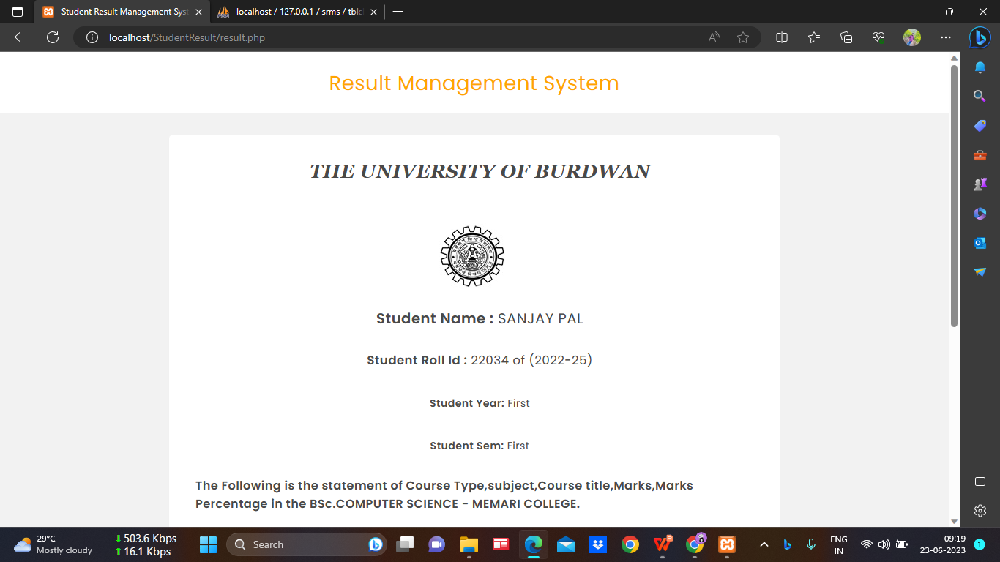 Student Result Management Syst
localhost / 127.0.0.1 / srms / tblcl
localhost/StudentResult/result.php
Result Management System
THE UNIVERSITY OF BURDWAN
Student Name : SANJAY PAL
Student Roll Id : 22034 of (2022-25)
Student Year: First
Student Sem: First
The Following is the statement of Course Type,subject,Course title,Marks,Marks
Percentage in the BSc.COMPUTER SCIENCE - MEMARI COLLEGE.
29°C
Mostly cloudy
503.6 Kbps
16.1 Kbps
Search
ENG
IN
09:19
23-06-2023
1